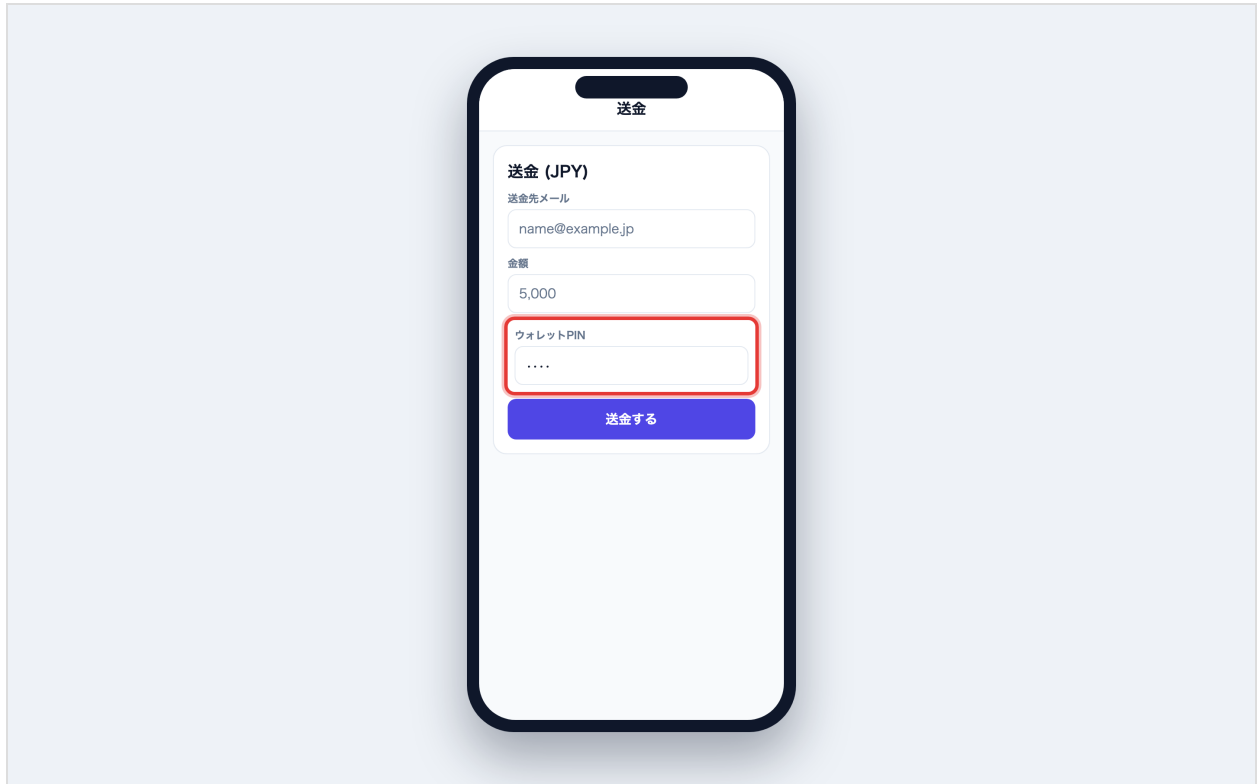 送金
送金 (JPY)
送金先メール
name@example.jp
金額
5,000
ウォレットPIN
····
送金する